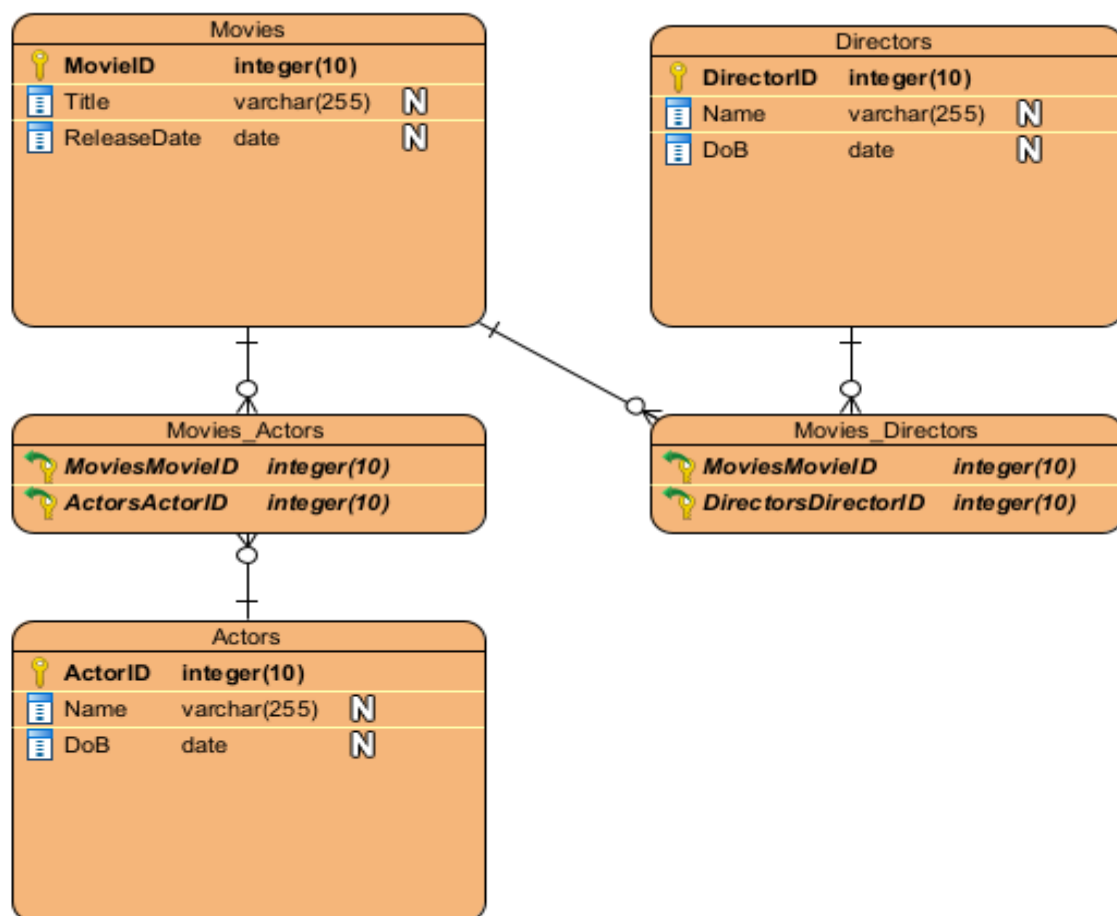 Movies
MovieID integer(10)
Title varchar(255) N
ReleaseDate date N
Directors
DirectorID integer(10)
Name varchar(255) N
DoB date N
Movies_Actors
MoviesMovieID integer(10)
ActorsActorID integer(10)
Movies_Directors
MoviesMovieID integer(10)
DirectorsDirectorID integer(10)
Actors
ActorID integer(10)
Name varchar(255) N
DoB date N